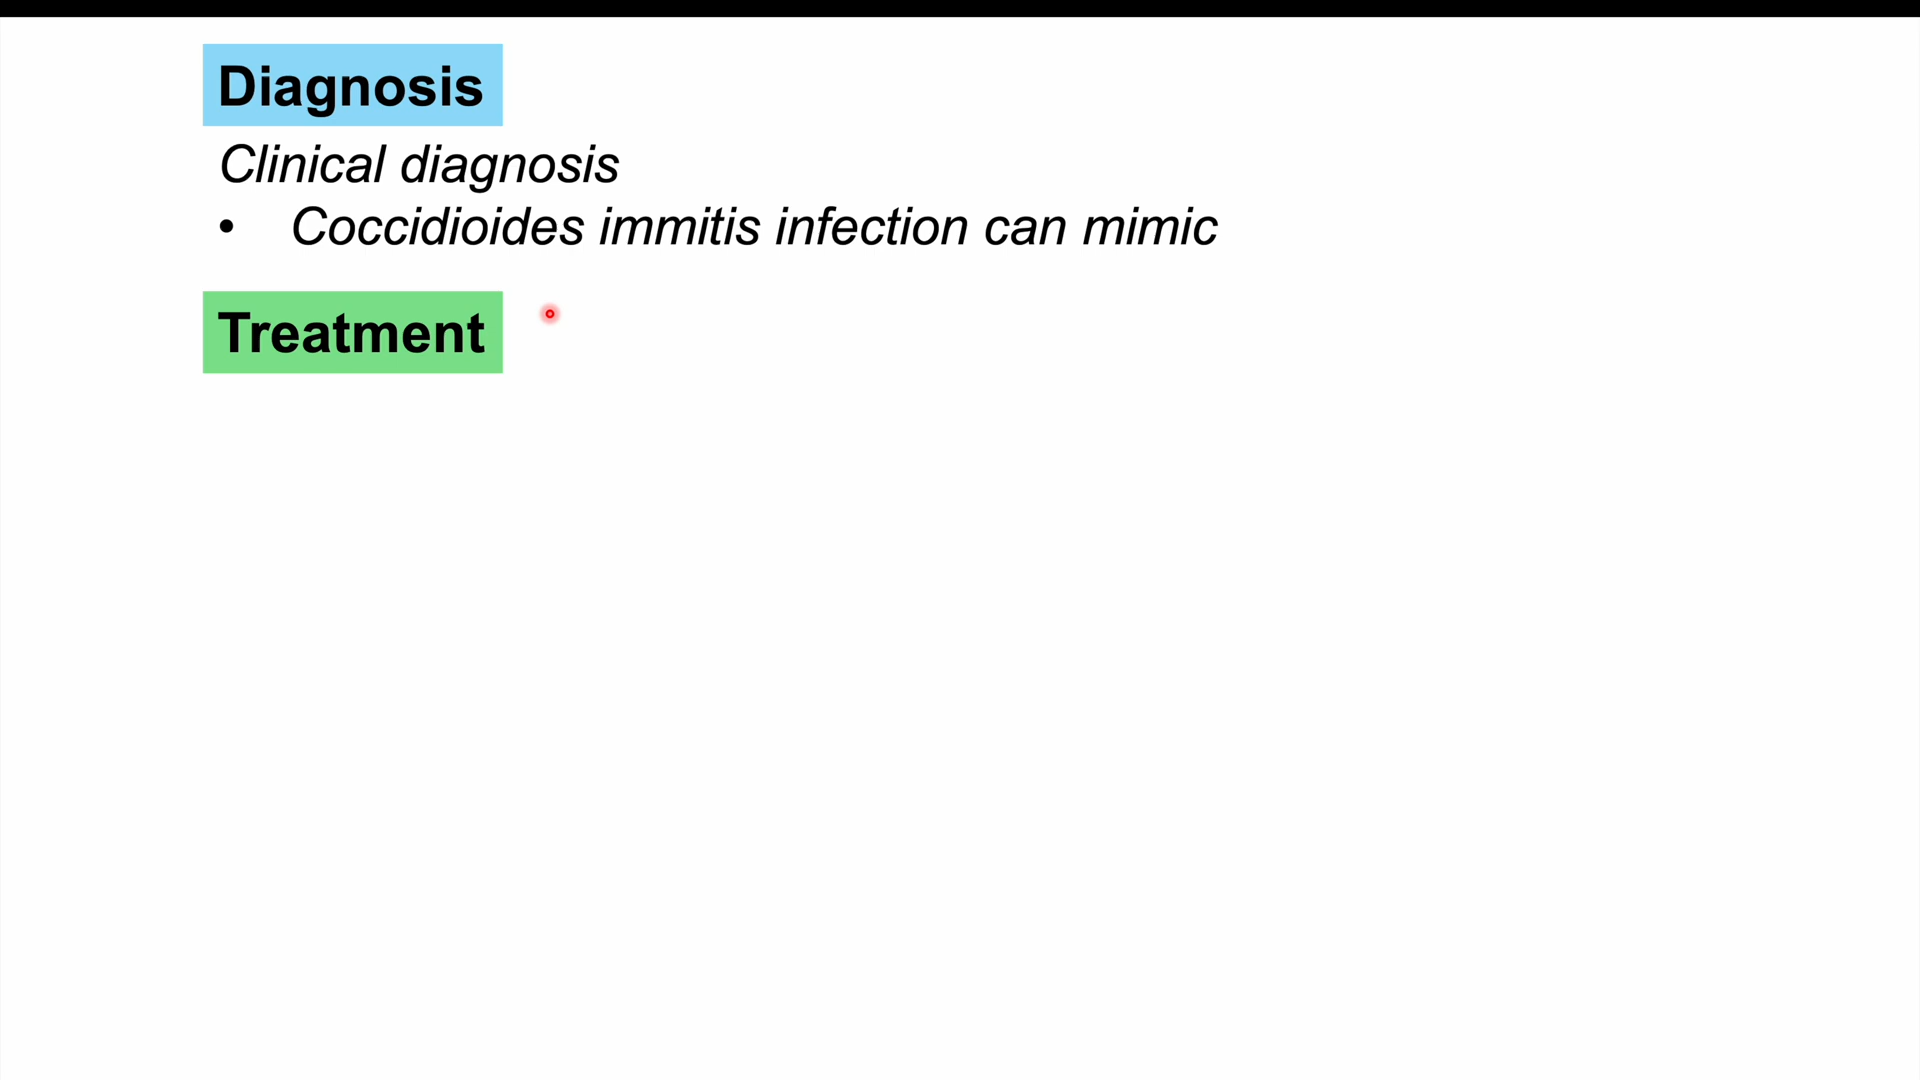 Diagnosis
Clinical diagnosis
• Coccidioides immitis infection can mimic
Treatment